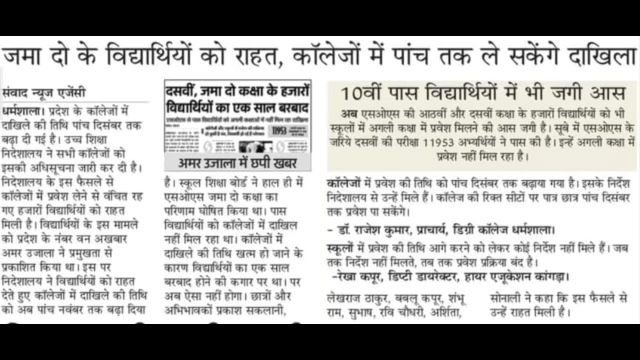 जमा दो के विद्यार्थियों को राहत, कॉलेजों में पांच तक ले सकेंगे दाखिला
संवाद न्यूज एजेंसी
धर्मशाला। प्रदेश के कॉलेजों में
दाखिले की तिथि पांच दिसंबर तक
बढ़ा दी गई है। उच्च शिक्षा
निदेशालय ने सभी कॉलेजों को
इसकी अधिसूचना जारी कर दी है।
निदेशालय के इस फैसले से
कॉलेजों में प्रवेश लेने से वंचित रह
गए हजारों विद्यार्थियों को राहत
मिली है। विद्यार्थियों के इस मामले
को प्रदेश के नंबर वन अखबार
अमर उजाला ने प्रमुखता से
प्रकाशित किया था। इस पर
निदेशालय ने विद्यार्थियों को राहत
देते हुए कॉलेजों में दाखिले की तिथि
को अब पांच नवंबर तक बढ़ा दिया
दसवीं, जमा दो कक्षा के हजारों
विद्यार्थियों का एक साल बरबाद
अमर उजाला में छपी खबर
है। स्कूल शिक्षा बोर्ड ने हाल ही में
एसओएस जमा दो कक्षा का
परिणाम घोषित किया था। पास
विद्यार्थियों को कॉलेजों में दाखिल
नहीं मिल रहा था। कॉलेजों में
दाखिले की तिथि खत्म हो जाने के
कारण विद्यार्थियों का एक साल
बरबाद होने की कगार पर था। पर
अब ऐसा नहीं होगा। छात्रों और
अभिभावकों प्रकाश सकलानी,
10वीं पास विद्यार्थियों में भी जगी आस
अब एसओएस की आठवीं और दसवीं कक्षा के हजारों विद्यार्थियों को भी
स्कूलों में अगली कक्षा में प्रवेश मिलने की आस जगी है। सूबे में एसओएस के
जरिये दसवीं की परीक्षा 11953 अभ्यर्थियों ने पास की है। इन्हें अगली कक्षा में
प्रवेश नहीं मिल रहा है।
कॉलेजों में प्रवेश की तिथि को पांच दिसंबर तक बढ़ाया गया है। इसके निर्देश
निदेशालय से उन्हें मिले हैं। कॉलेज की रिक्त सीटों पर पात्र छात्र पांच दिसंबर
तक प्रवेश पा सकेंगे।
- डॉ. राजेश कुमार, प्राचार्य, डिग्री कॉलेज धर्मशाला।
स्कूलों में प्रवेश की तिथि आगे करने को लेकर कोई निर्देश नहीं मिले हैं। जब
तक निर्देश नहीं मिलते, तब तक प्रवेश प्रक्रिया बंद है।
-रेखा कपूर, डिप्टी डायरेक्टर, हायर एजूकेशन कांगड़ा।
लेखराज ठाकुर, बबलू कपूर, शंभू
राम, सुभाष, रवि चौधरी, अर्शिता,
सोनाली ने कहा कि इस फैसले से
उन्हें राहत मिली है।